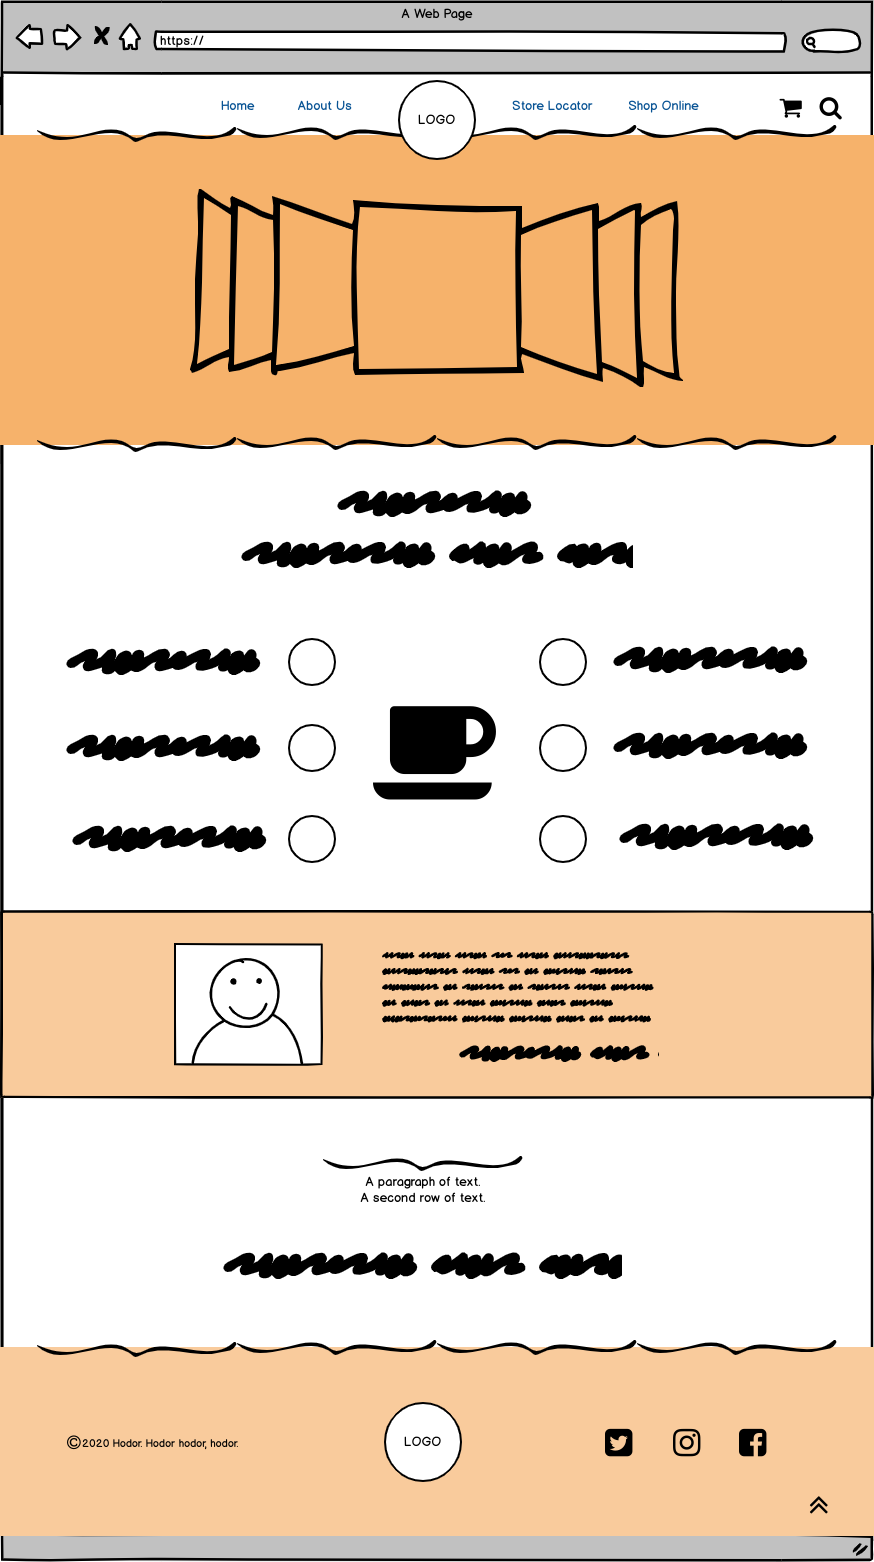 A Web Page
https://
Home About Us LOGO Store Locator Shop Online
A paragraph of text.
A second row of text.
©2020 Hodor. Hodor hodor, hodor.
LOGO